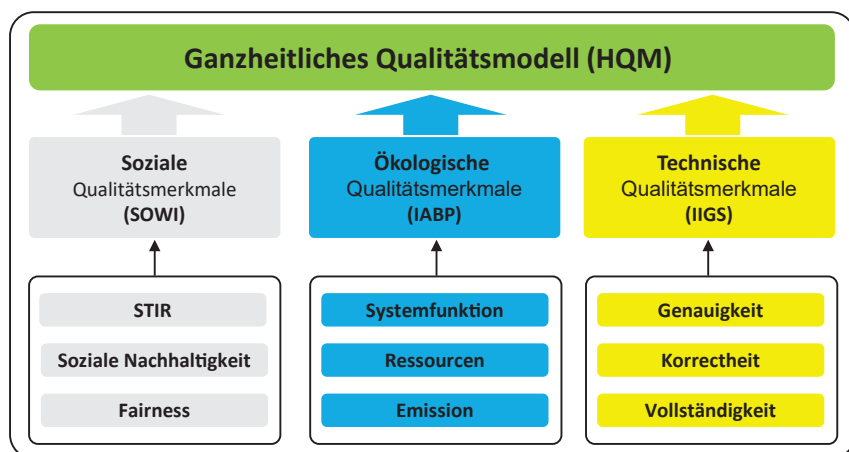 Ganzheitliches Qualitätsmodell (HQM)
Soziale
Qualitätsmerkmale
(SOWI)
Ökologische
Qualitätsmerkmale
(IABP)
Technische
Qualitätsmerkmale
(IIGS)
STIR
Soziale Nachhaltigkeit
Fairness
Systemfunktion
Ressourcen
Emission
Genauigkeit
Korrectheit
Vollständigkeit